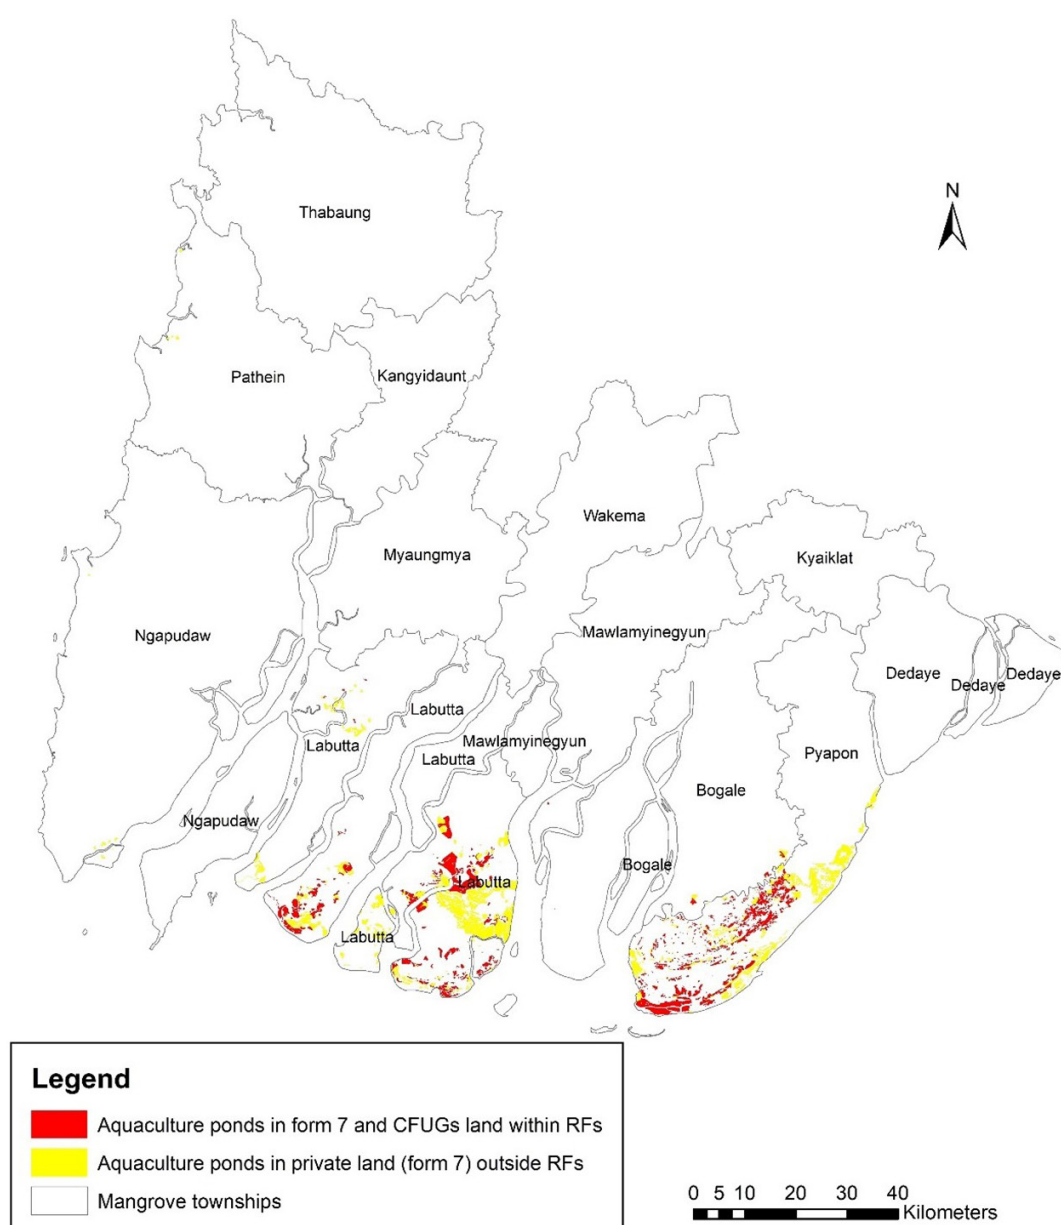 N
Thabaung
Pathein
Kangyidaunt
Wakema
Myaungmya
Kyaiklat
Ngapudaw
Mawlamyinegyun
Dedaye
Dedaye
Dedaye
Labutta
Labutta
Mawlamyinegyun
Labutta
Pyapon
Bogale
Ngapudaw
Bogale
Labutta
Labutta
Legend
Aquaculture ponds in form 7 and CFUGs land within RFs
Aquaculture ponds in private land (form 7) outside RFs
Mangrove townships
0 5 10 20 30 40
Kilometers